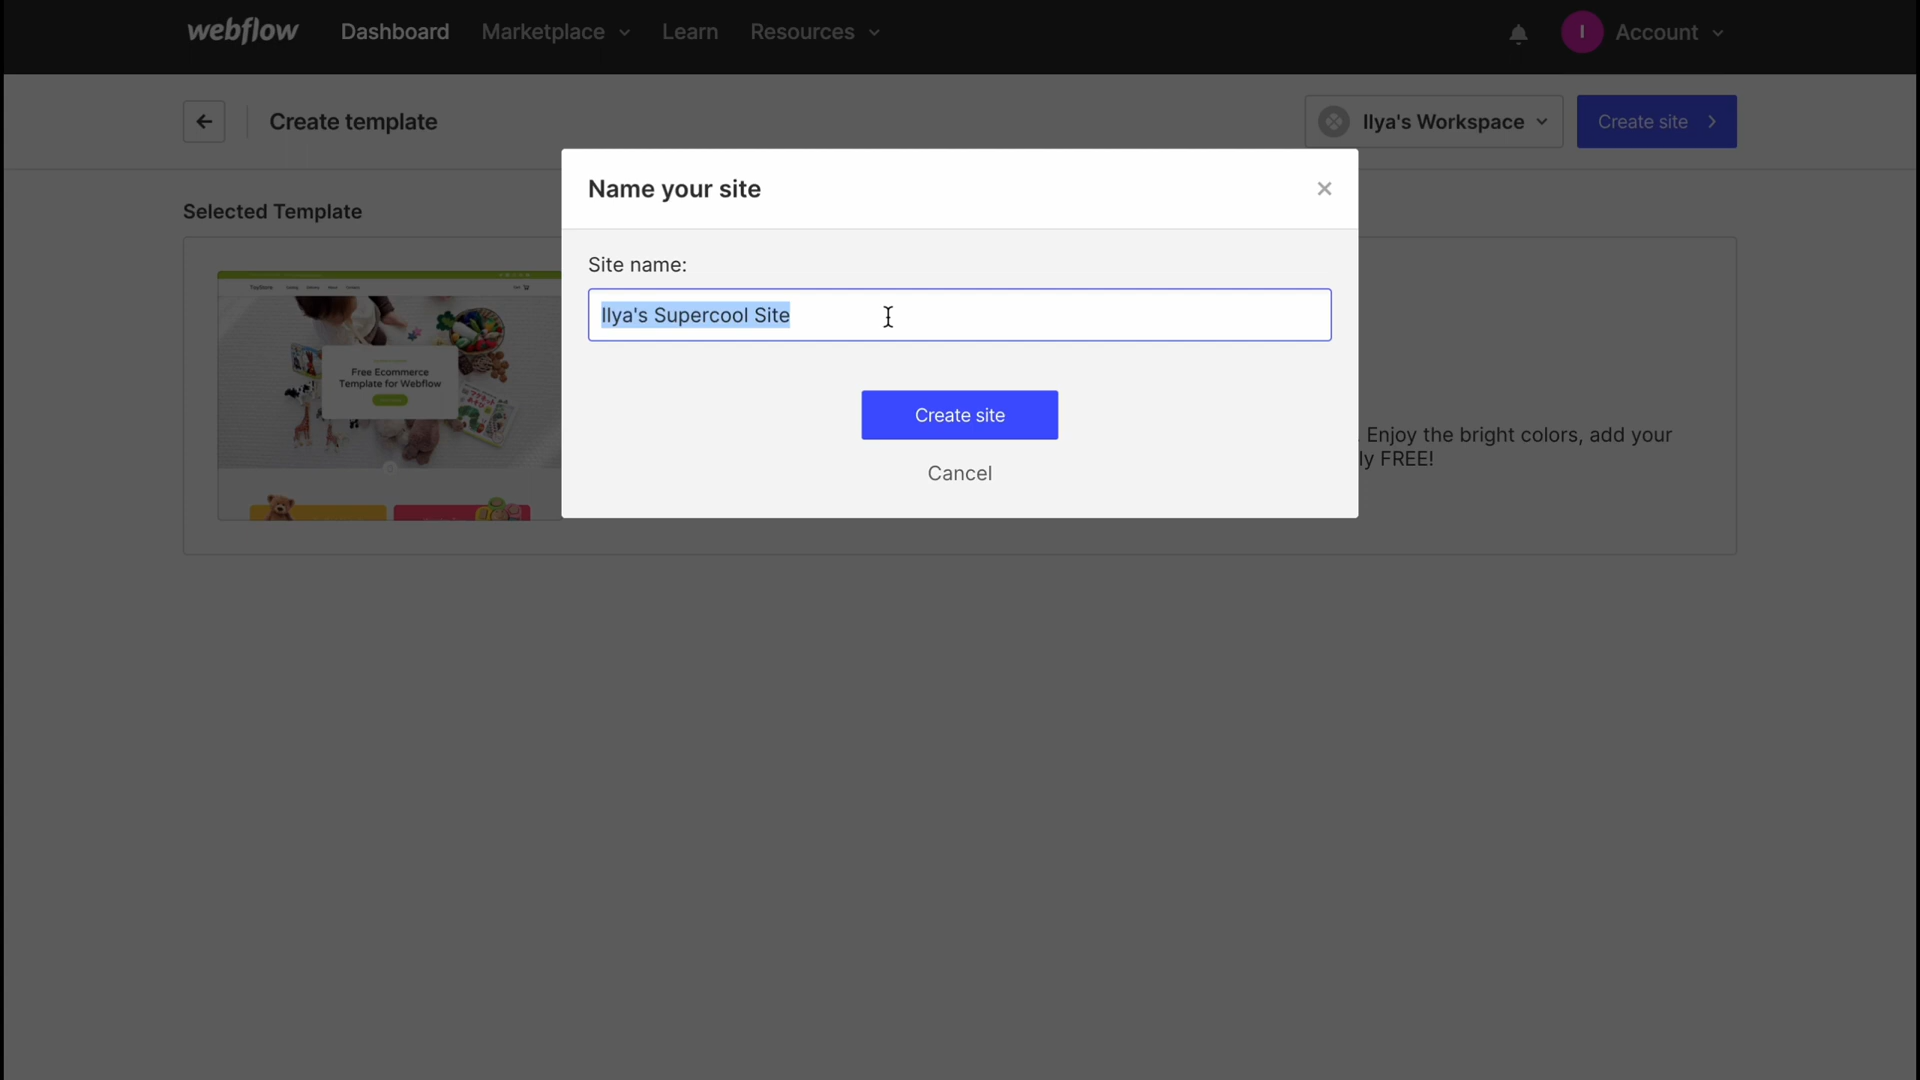 webflow Dashboard Marketplace Learn Resources I Account
Create template Ilya's Workspace Create site
Name your site
Selected Template
Site name:
Ilya's Supercool Site
Free Ecommerce
Template for Webflow
Create site
Enjoy the bright colors, add your
ly FREE!
Cancel